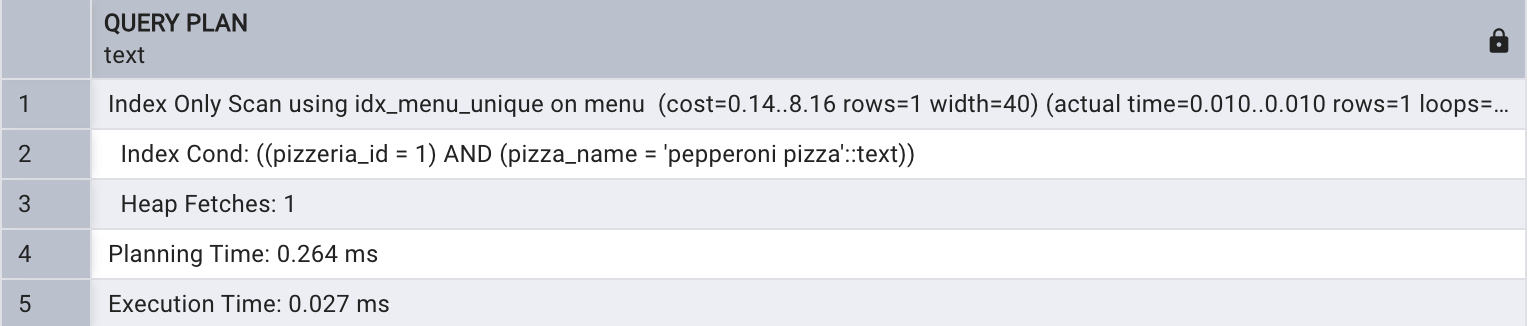 QUERY PLAN
text
1 Index Only Scan using idx_menu_unique on menu (cost=0.14..8.16 rows=1 width=40) (actual time=0.010..0.010 rows=1 loops=...
2 Index Cond: ((pizzeria_id = 1) AND (pizza_name = 'pepperoni pizza'::text))
3 Heap Fetches: 1
4 Planning Time: 0.264 ms
5 Execution Time: 0.027 ms